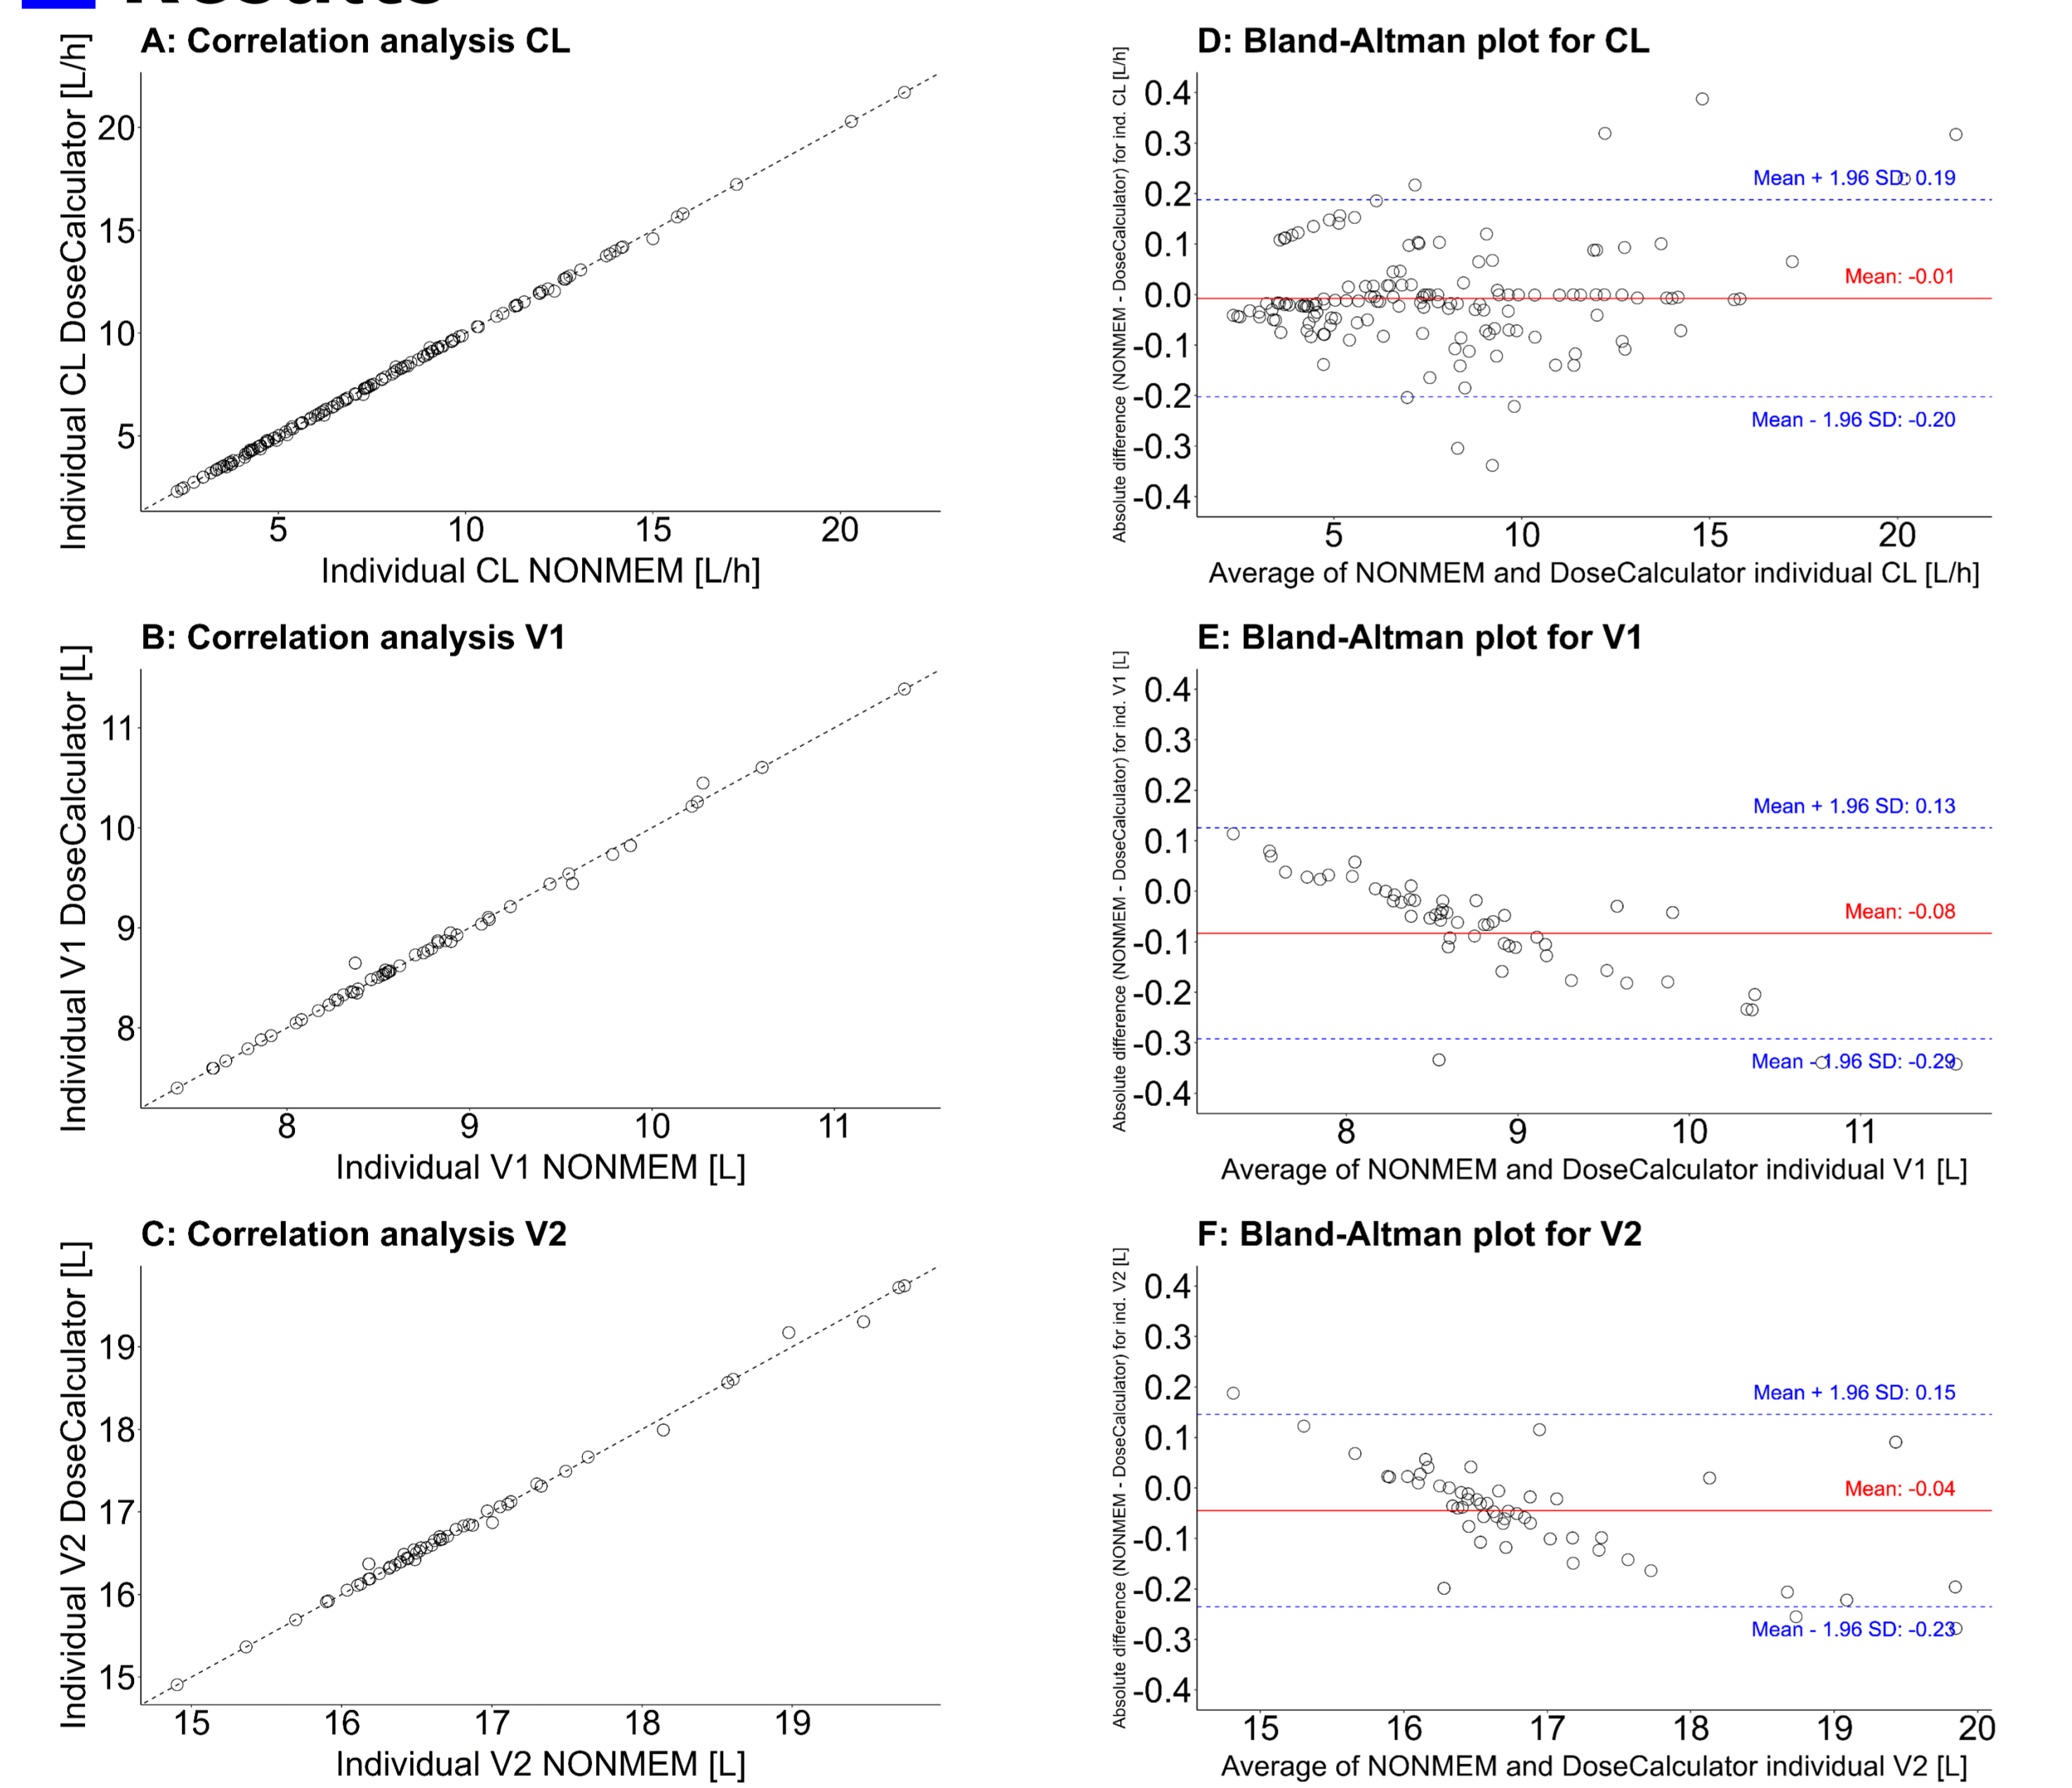 A: Correlation analysis CL
Individual CL DoseCalculator [L/h]
20
15
10
5
5 10 15 20
Individual CL NONMEM [L/h]
D: Bland-Altman plot for CL
Absolute difference (NONMEM - DoseCalculator) for ind. CL [L/h]
0.4
0.3
0.2
0.1
0.0
-0.1
-0.2
-0.3
-0.4
Mean + 1.96 SD: 0.19
Mean: -0.01
Mean - 1.96 SD: -0.20
5 10 15 20
Average of NONMEM and DoseCalculator individual CL [L/h]
B: Correlation analysis V1
Individual V1 DoseCalculator [L]
11
10
9
8
8 9 10 11
Individual V1 NONMEM [L]
E: Bland-Altman plot for V1
Absolute difference (NONMEM - DoseCalculator) for ind. V1 [L]
0.4
0.3
0.2
0.1
0.0
-0.1
-0.2
-0.3
-0.4
Mean + 1.96 SD: 0.13
Mean: -0.08
Mean - 1.96 SD: -0.29
8 9 10 11
Average of NONMEM and DoseCalculator individual V1 [L]
C: Correlation analysis V2
Individual V2 DoseCalculator [L]
19
18
17
16
15
15 16 17 18 19
Individual V2 NONMEM [L]
F: Bland-Altman plot for V2
Absolute difference (NONMEM - DoseCalculator) for ind. V2 [L]
0.4
0.3
0.2
0.1
0.0
-0.1
-0.2
-0.3
-0.4
Mean + 1.96 SD: 0.15
Mean: -0.04
Mean - 1.96 SD: -0.23
15 16 17 18 19 20
Average of NONMEM and DoseCalculator individual V2 [L]